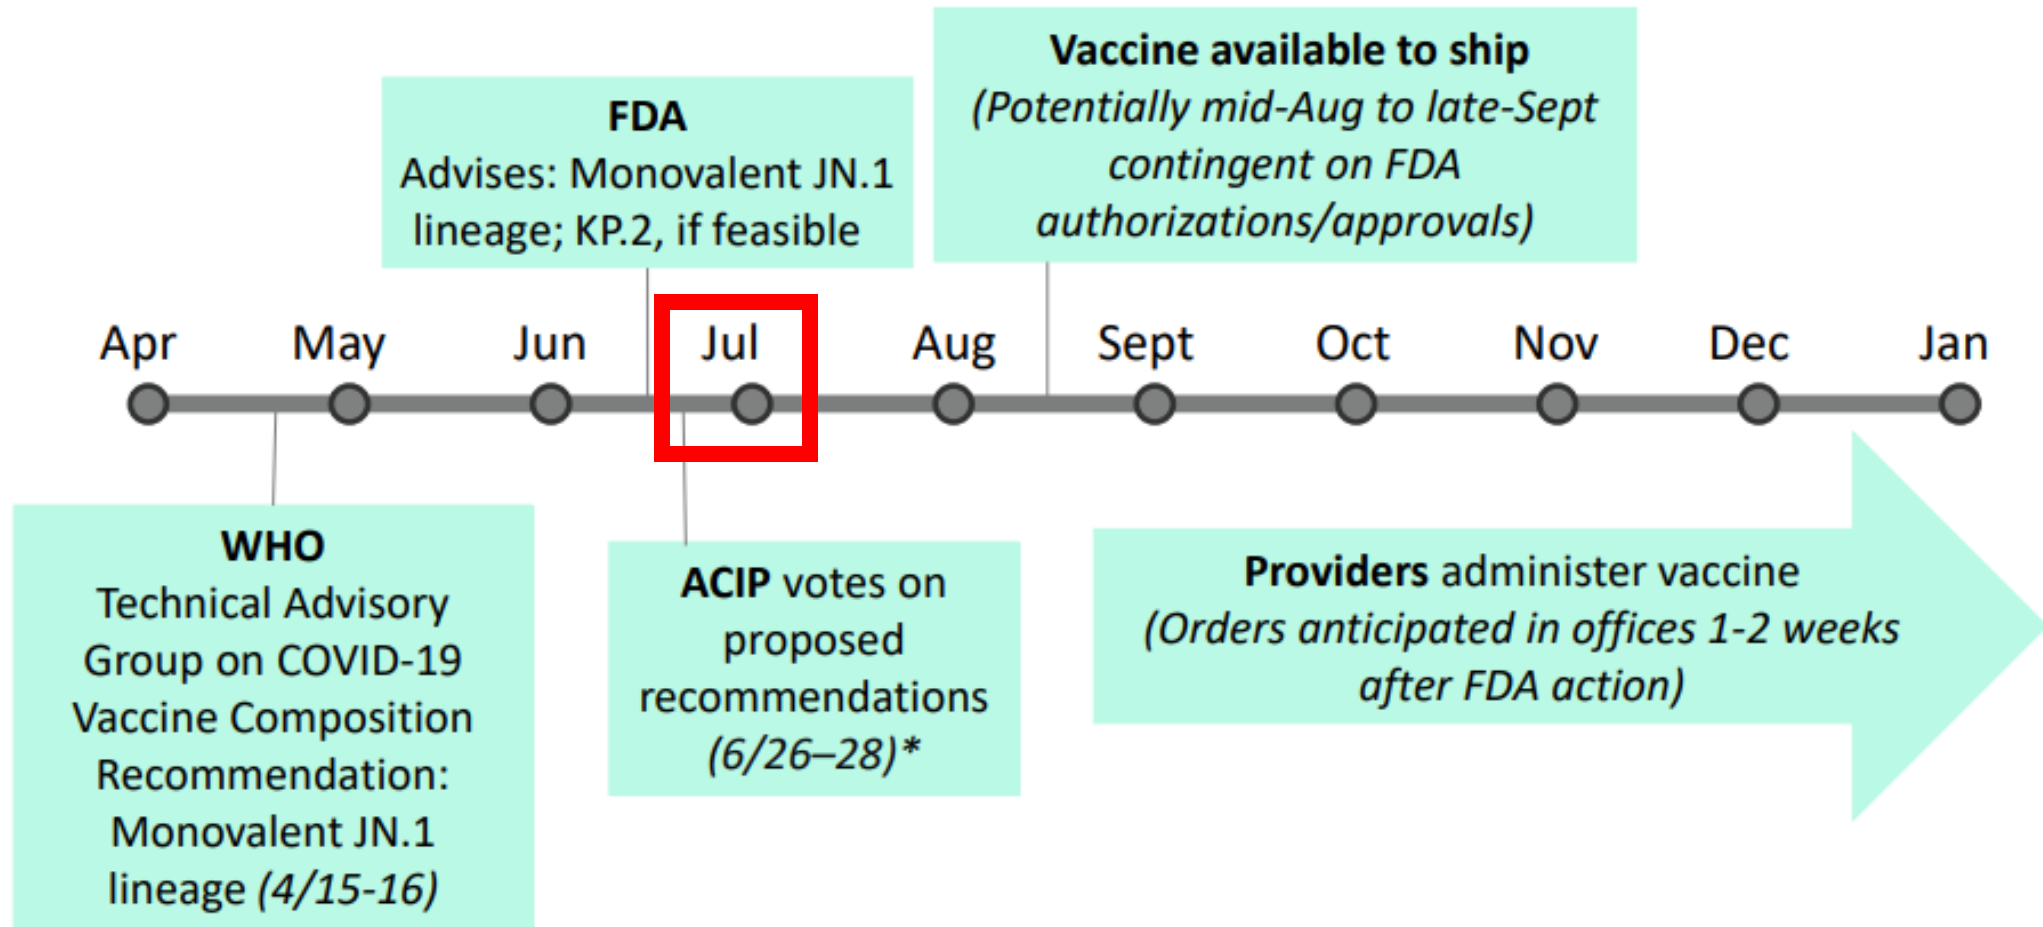 Vaccine available to ship
(Potentially mid-Aug to late-Sept
contingent on FDA
authorizations/approvals)
FDA
Advises: Monovalent JN.1
lineage; KP.2, if feasible
Apr May Jun Jul Aug Sept Oct Nov Dec Jan
WHO
Technical Advisory
Group on COVID-19
Vaccine Composition
Recommendation:
Monovalent JN.1
lineage (4/15-16)
ACIP votes on
proposed
recommendations
(6/26–28)*
Providers administer vaccine
(Orders anticipated in offices 1-2 weeks
after FDA action)